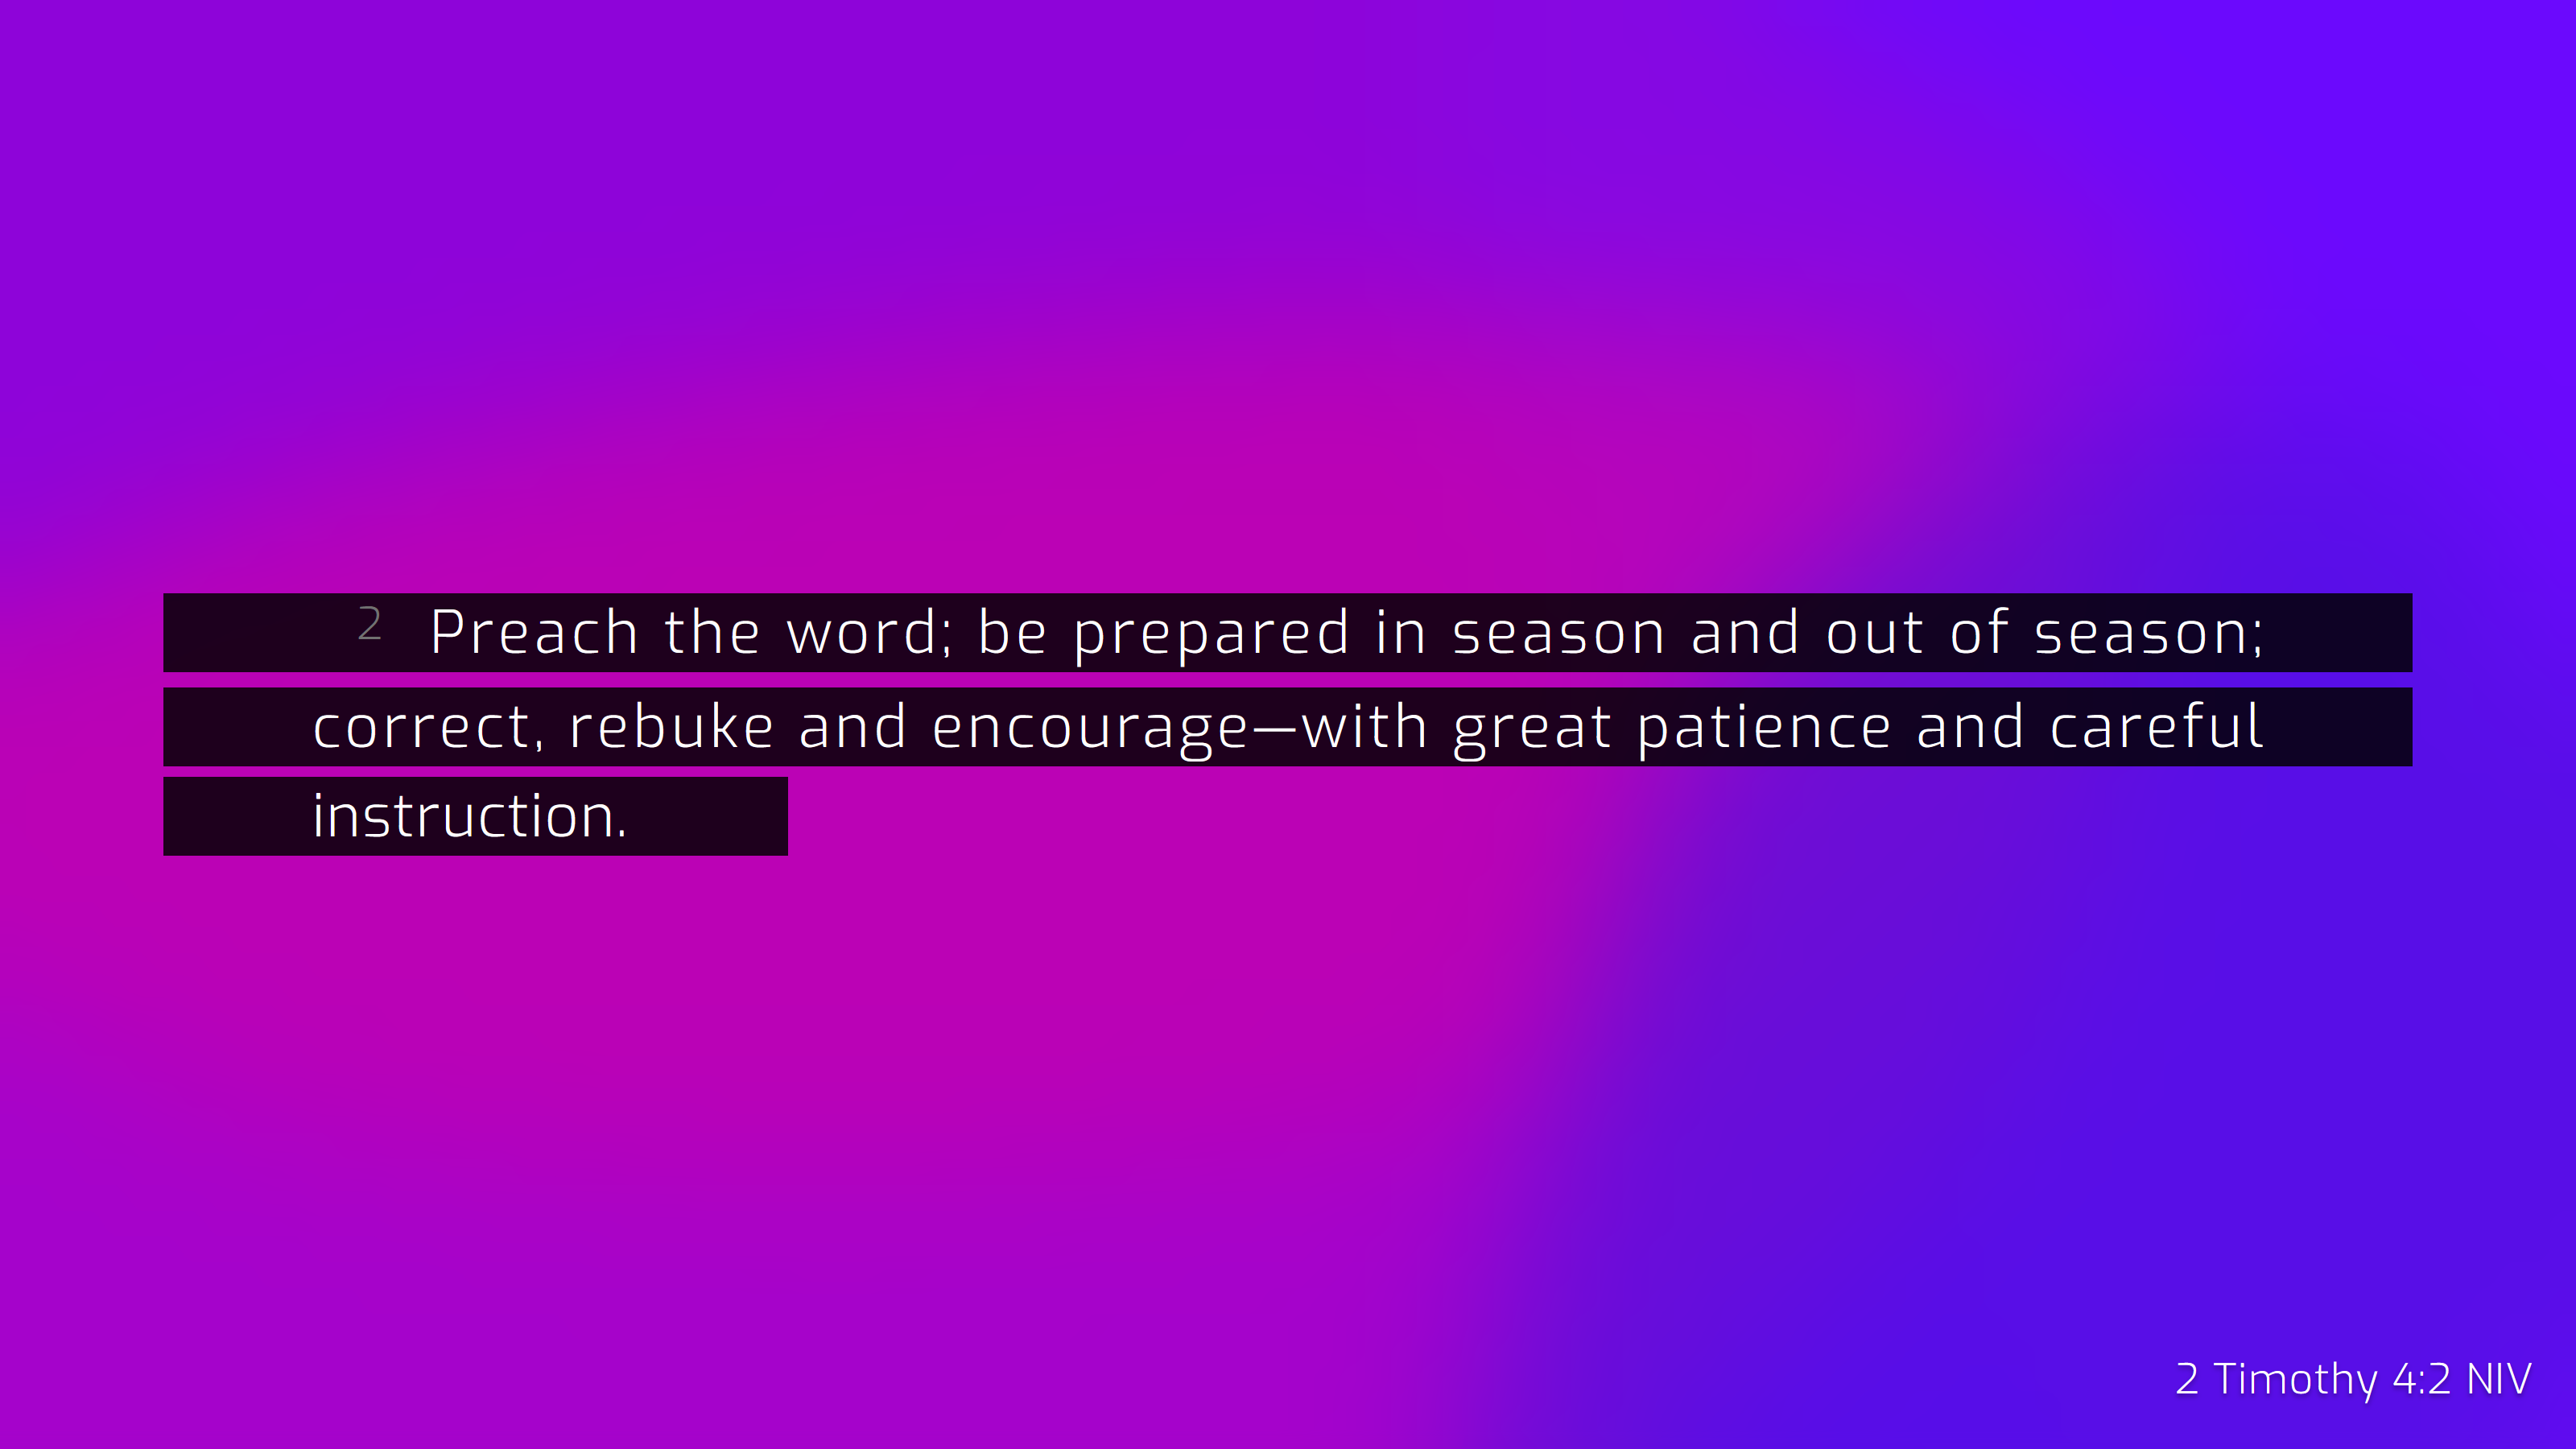 2 Preach the word; be prepared in season and out of season;
correct, rebuke and encourage—with great patience and careful
instruction.
2 Timothy 4:2 NIV